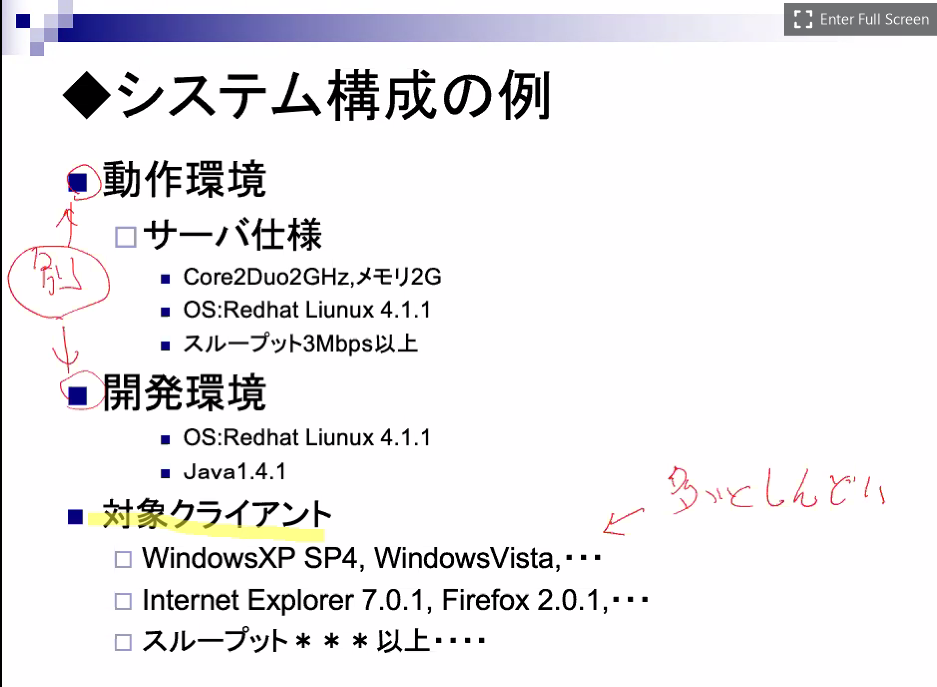 Enter Full Screen
◆システム構成の例
■動作環境
□サーバ仕様
■ Core2Duo2GHz,メモリ2G
■ OS:Redhat Liunux 4.1.1
■ スループット3Mbps以上
別
■開発環境
■ OS:Redhat Liunux 4.1.1
■ Java1.4.1
■ 対象クライアント
多いとしんどい
□ WindowsXP SP4, WindowsVista,・・・
□ Internet Explorer 7.0.1, Firefox 2.0.1,・・・
□ スループット＊＊＊以上・・・・